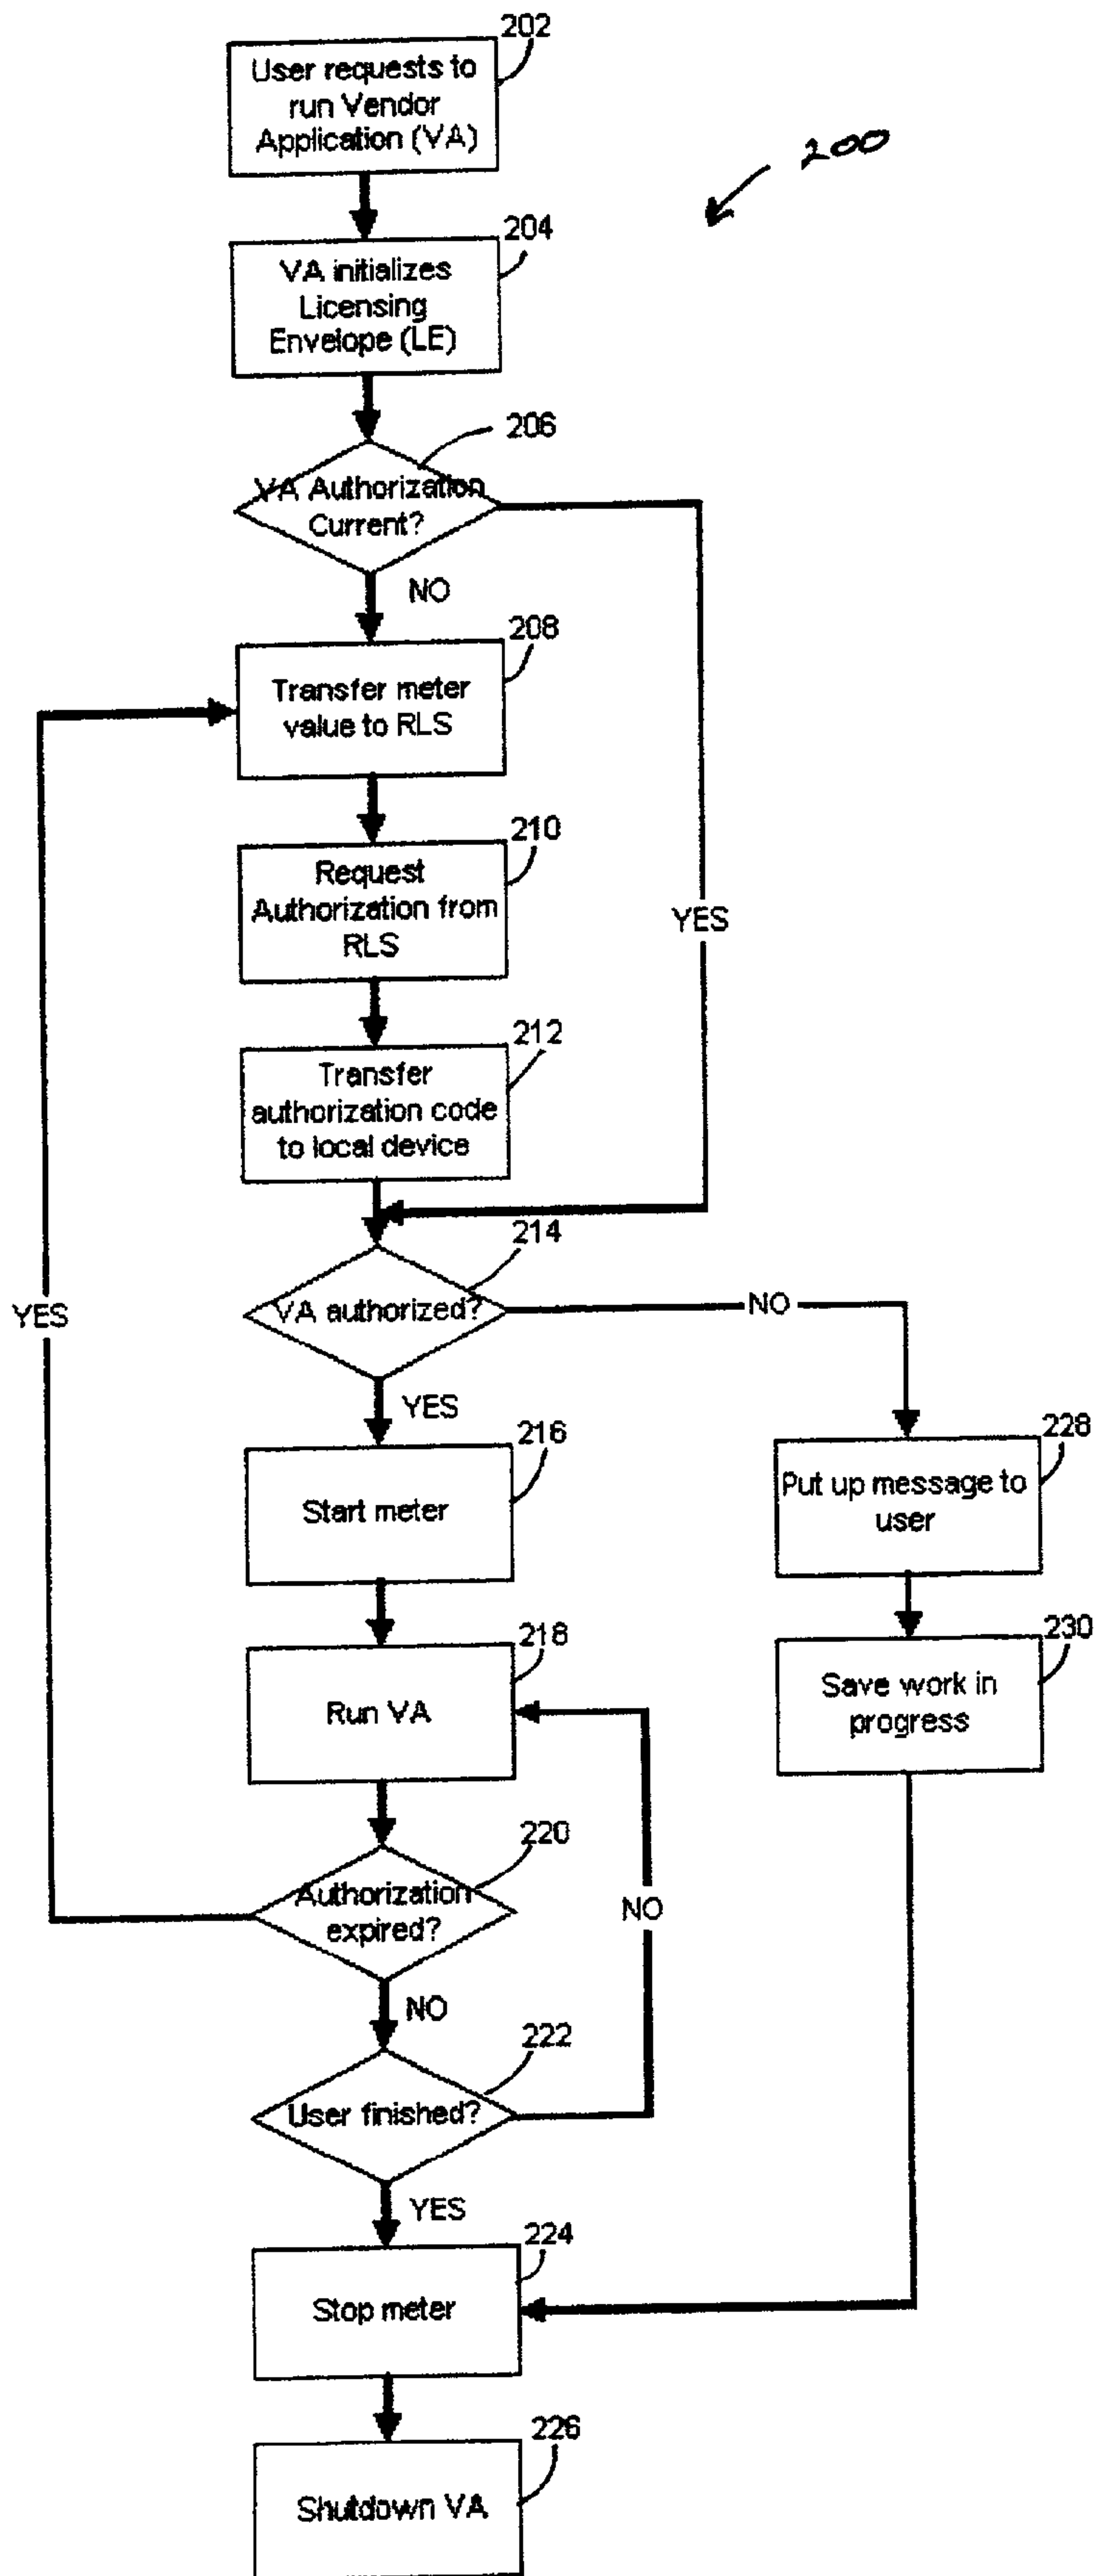 202
User requests to
run Vendor
Application (VA)
200
204
VA initializes
Licensing
Envelope (LE)
206
VA Authorization
Current?
NO
208
Transfer meter
value to RLS
210
Request
Authorization from
RLS
YES
212
Transfer
authorization code
to local device
214
VA authorized?
NO
YES
YES
216
Start meter
228
Put up message to
user
218
Run VA
230
Save work in
progress
220
Authorization
expired?
NO
NO
222
User finished?
YES
224
Stop meter
226
Shutdown VA